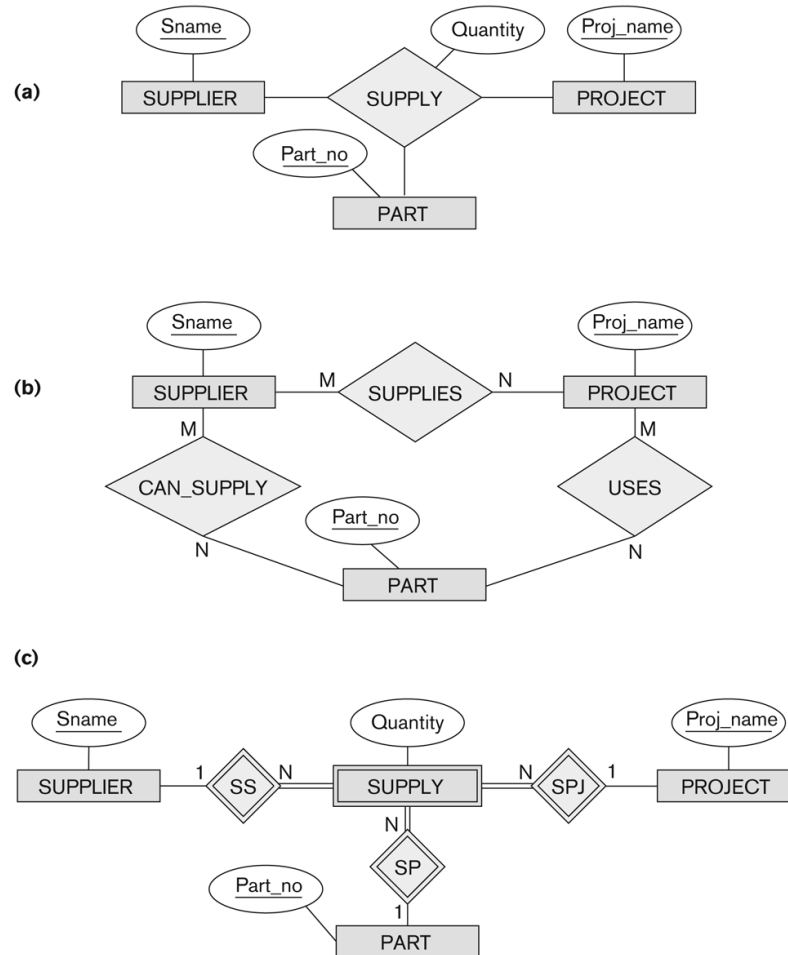 (a)
Sname
Quantity
Proj_name
SUPPLIER
SUPPLY
PROJECT
Part_no
PART
(b)
Sname
Proj_name
SUPPLIER
M
SUPPLIES
N
PROJECT
M
M
CAN_SUPPLY
USES
Part_no
N
N
PART
(c)
Sname
Quantity
Proj_name
SUPPLIER
1
SS
N
SUPPLY
N
SPJ
1
PROJECT
N
SP
Part_no
1
PART